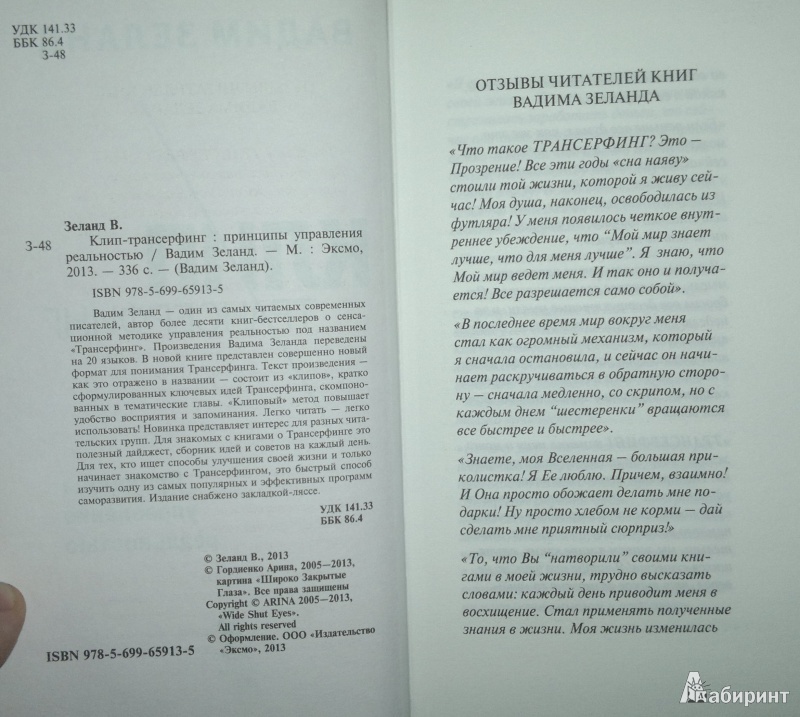 УДК 141.33
ББК 86.4
З-48
Зеланд В.
З-48
Клип-трансерфинг : принципы управления
реальностью / Вадим Зеланд. — М. : Эксмо,
2013. — 336 с. — (Вадим Зеланд).
ISBN 978-5-699-65913-5
Вадим Зеланд — один из самых читаемых современных
писателей, автор более десяти книг-бестселлеров о сенса-
ционной методике управления реальностью под названием
«Трансерфинг». Произведения Вадима Зеланда переведены
на 20 языков. В новой книге представлен совершенно новый
формат для понимания Трансерфинга. Текст произведения —
как это отражено в названии — состоит из «клипов», кратко
сформулированных ключевых идей Трансерфинга, скомпоно-
ванных в тематические главы. «Клиповый» метод повышает
удобство восприятия и запоминания. Легко читать — легко
использовать! Новинка представляет интерес для разных чита-
тельских групп. Для знакомых с книгами о Трансерфинге это
полезный дайджест, сборник идей и советов на каждый день.
Для тех, кто ищет способы улучшения своей жизни и только
начинает знакомство с Трансерфингом, это быстрый способ
изучить одну из самых популярных и эффективных программ
саморазвития. Издание снабжено закладкой-ляссе.
УДК 141.33
ББК 86.4
© Зеланд В., 2013
© Гордиенко Арина, 2005—2013,
картина «Широко Закрытые
Глаза». Все права защищены
Copyright © ARINA 2005—2013,
«Wide Shut Eyes».
All rights reserved
© Оформление. ООО «Издательство
«Эксмо», 2013
ISBN 978-5-699-65913-5
ОТЗЫВЫ ЧИТАТЕЛЕЙ КНИГ
ВАДИМА ЗЕЛАНДА
«Что такое ТРАНСЕРФИНГ? Это —
Прозрение! Все эти годы «сна наяву»
стоили той жизни, которой я живу сей-
час! Моя душа, наконец, освободилась из
футляра! У меня появилось четкое внут-
реннее убеждение, что “Мой мир знает
лучше, что для меня лучше”. Я знаю, что
Мой мир ведет меня. И так оно и получа-
ется! Все разрешается само собой».
«В последнее время мир вокруг меня
стал как огромный механизм, который
я сначала остановила, и сейчас он начи-
нает раскручиваться в обратную сторо-
ну — сначала медленно, со скрипом, но с
каждым днем “шестеренки” вращаются
все быстрее и быстрее».
«Знаете, моя Вселенная — большая при-
колистка! Я Ее люблю. Причем, взаимно!
И Она просто обожает делать мне по-
дарки! Ну просто хлебом не корми — дай
сделать мне приятный сюрприз!»
«То, что Вы “натворили” своими кни-
гами в моей жизни, трудно высказать
словами: каждый день приводит меня в
восхищение. Стал применять полученные
знания в жизни. Моя жизнь изменилась
Лабиринт